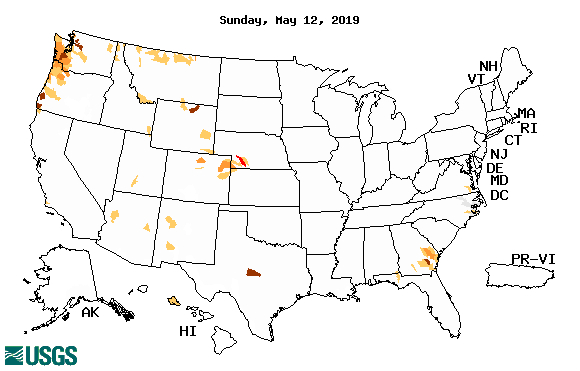 Sunday, May 12, 2019
NH
VT
MA
RI
CT
NJ
DE
MD
DC
PR-VI
AK
HI
USGS